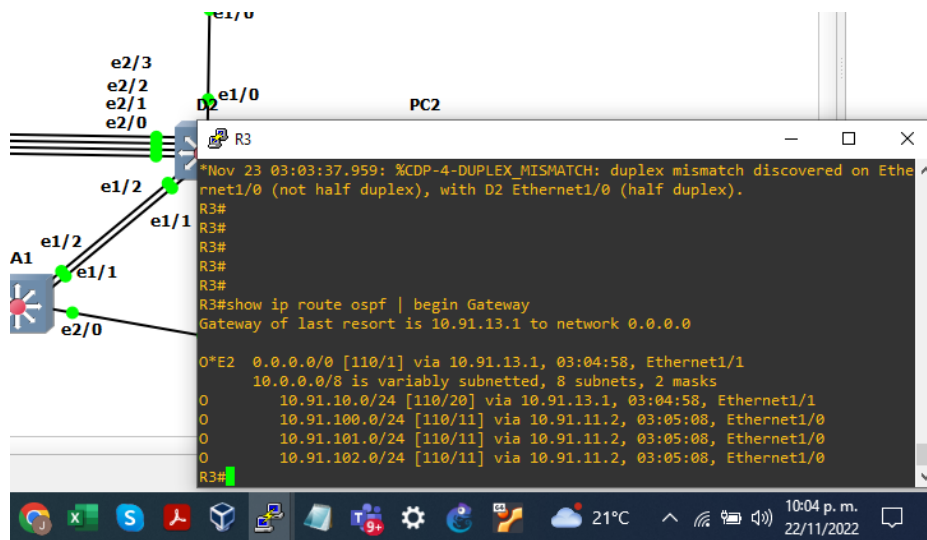 e1/0
e2/3
e2/2
e2/1
e2/0
D2
e1/0
PC2
e1/2
e1/1
e1/2
A1
e1/1
e2/0
R3
*Nov 23 03:03:37.959: %CDP-4-DUPLEX_MISMATCH: duplex mismatch discovered on Ethe
rnet1/0 (not half duplex), with D2 Ethernet1/0 (half duplex).
R3#
R3#
R3#
R3#
R3#
R3#show ip route ospf | begin Gateway
Gateway of last resort is 10.91.13.1 to network 0.0.0.0
O*E2  0.0.0.0/0 [110/1] via 10.91.13.1, 03:04:58, Ethernet1/1
      10.0.0.0/8 is variably subnetted, 8 subnets, 2 masks
O        10.91.10.0/24 [110/20] via 10.91.13.1, 03:04:58, Ethernet1/1
O        10.91.100.0/24 [110/11] via 10.91.11.2, 03:05:08, Ethernet1/0
O        10.91.101.0/24 [110/11] via 10.91.11.2, 03:05:08, Ethernet1/0
O        10.91.102.0/24 [110/11] via 10.91.11.2, 03:05:08, Ethernet1/0
R3#
9+
64
21°C
10:04 p. m.
22/11/2022